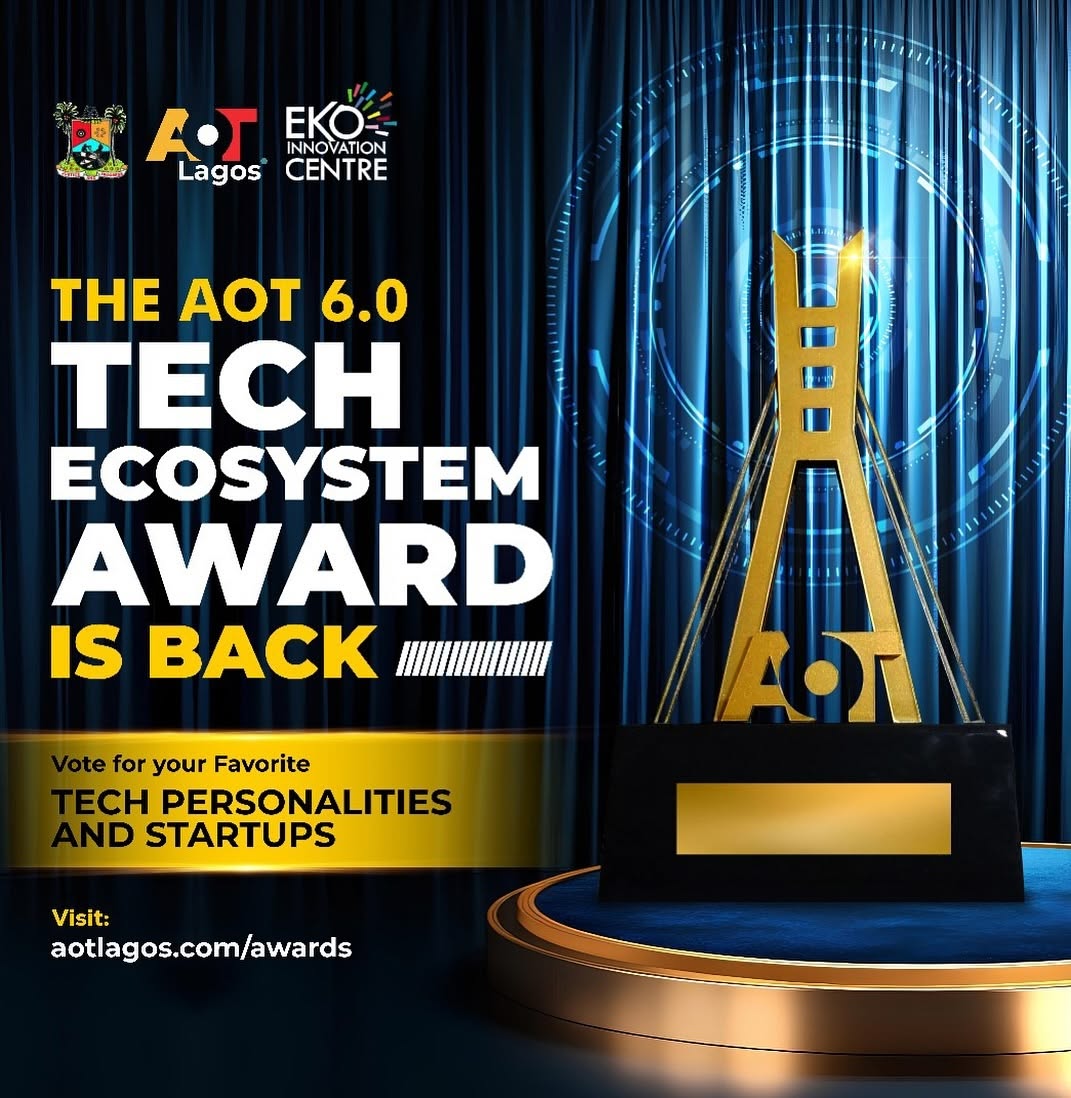 AOT
Lagos
EKO
INNOVATION
CENTRE
THE AOT 6.0
TECH
ECOSYSTEM
AWARD
IS BACK
AOT
Vote for your Favorite
TECH PERSONALITIES
AND STARTUPS
Visit:
aotlagos.com/awards